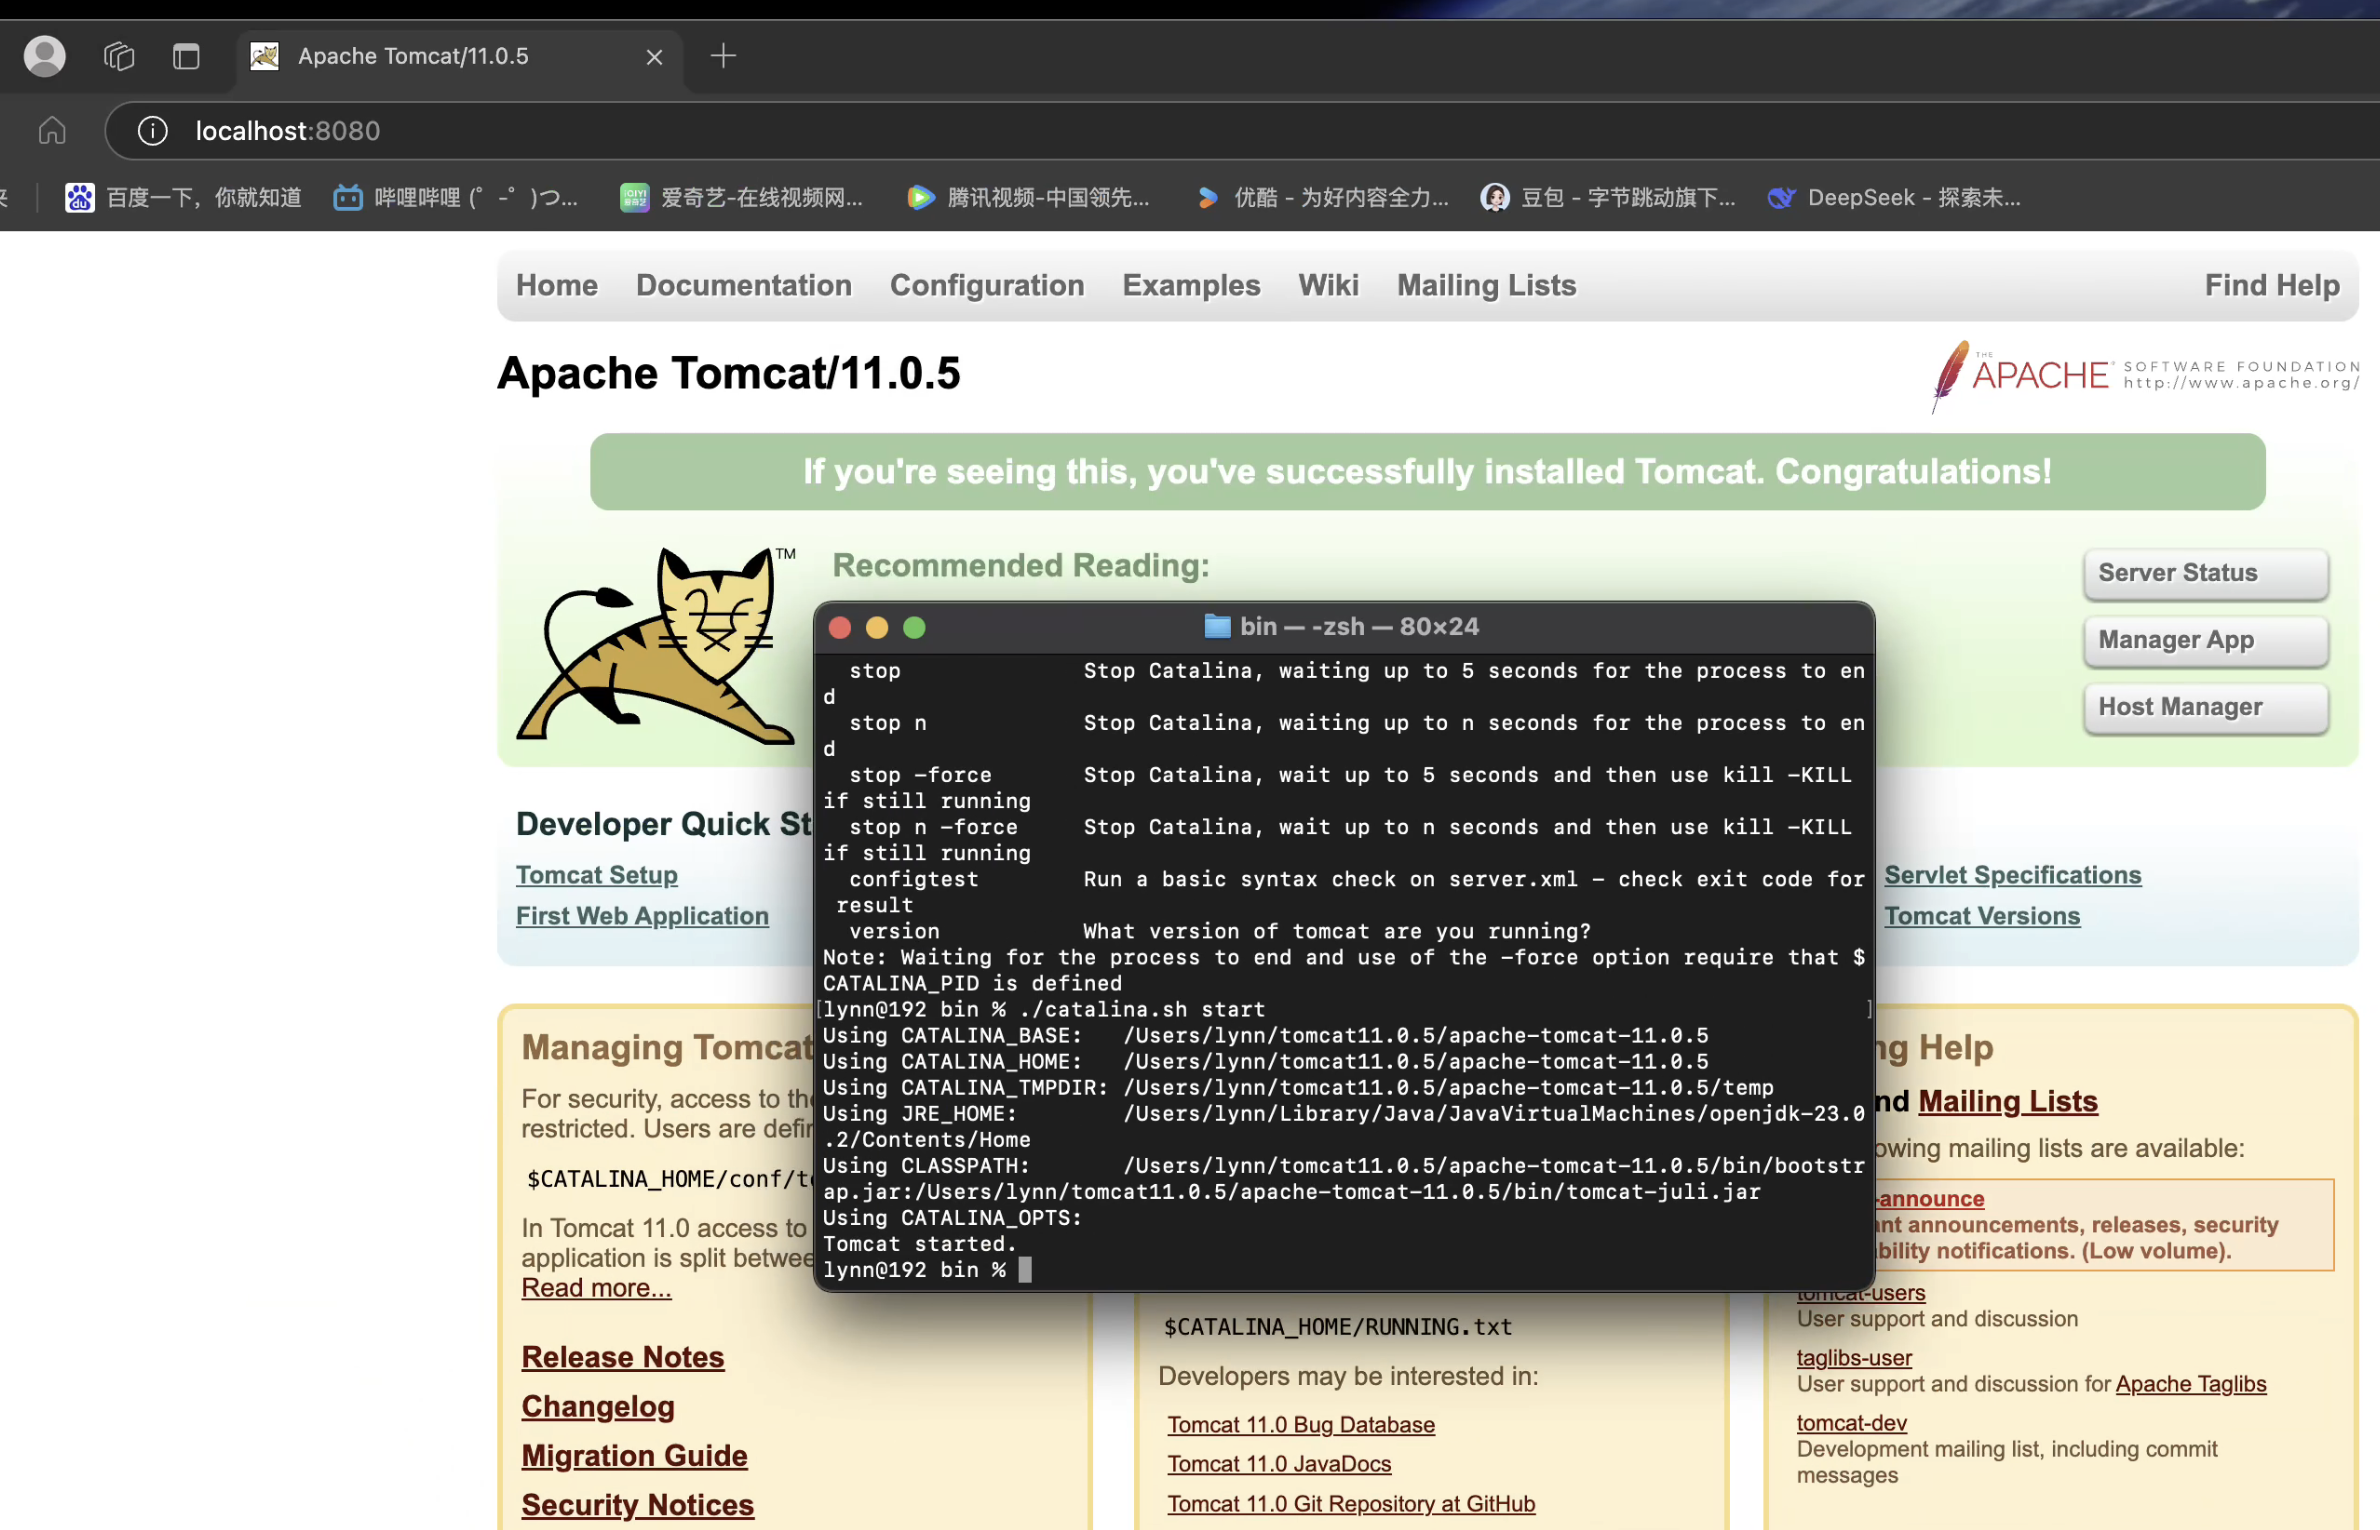 Apache Tomcat/11.0.5
localhost:8080
百度一下，你就知道
哔哩哔哩 (゜-゜)つ...
爱奇艺-在线视频网...
腾讯视频-中国领先...
优酷 - 为好内容全力...
豆包 - 字节跳动旗下...
DeepSeek - 探索未...
Home Documentation Configuration Examples Wiki Mailing Lists Find Help
Apache Tomcat/11.0.5
THE APACHE SOFTWARE FOUNDATION
http://www.apache.org/
If you're seeing this, you've successfully installed Tomcat. Congratulations!
TM
Recommended Reading:
Server Status
Manager App
Host Manager
bin — -zsh — 80×24
stop Stop Catalina, waiting up to 5 seconds for the process to en
d
stop n Stop Catalina, waiting up to n seconds for the process to en
d
stop -force Stop Catalina, wait up to 5 seconds and then use kill -KILL
if still running
stop n -force Stop Catalina, wait up to n seconds and then use kill -KILL
if still running
configtest Run a basic syntax check on server.xml - check exit code for
result
version What version of tomcat are you running?
Note: Waiting for the process to end and use of the -force option require that $
CATALINA_PID is defined
[lynn@192 bin % ./catalina.sh start ]
Using CATALINA_BASE: /Users/lynn/tomcat11.0.5/apache-tomcat-11.0.5
Using CATALINA_HOME: /Users/lynn/tomcat11.0.5/apache-tomcat-11.0.5
Using CATALINA_TMPDIR: /Users/lynn/tomcat11.0.5/apache-tomcat-11.0.5/temp
Using JRE_HOME: /Users/lynn/Library/Java/JavaVirtualMachines/openjdk-23.0
.2/Contents/Home
Using CLASSPATH: /Users/lynn/tomcat11.0.5/apache-tomcat-11.0.5/bin/bootstr
ap.jar:/Users/lynn/tomcat11.0.5/apache-tomcat-11.0.5/bin/tomcat-juli.jar
Using CATALINA_OPTS:
Tomcat started.
lynn@192 bin %
Developer Quick St
Tomcat Setup
First Web Application
Servlet Specifications
Tomcat Versions
Managing Tomcat
For security, access to th
restricted. Users are defin
$CATALINA_HOME/conf/t
In Tomcat 11.0 access to
application is split betwee
Read more...
Release Notes
Changelog
Migration Guide
Security Notices
$CATALINA_HOME/RUNNING.txt
Developers may be interested in:
Tomcat 11.0 Bug Database
Tomcat 11.0 JavaDocs
Tomcat 11.0 Git Repository at GitHub
ng Help
nd Mailing Lists
owing mailing lists are available:
-announce
ant announcements, releases, security
bility notifications. (Low volume).
tomcat-users
User support and discussion
taglibs-user
User support and discussion for Apache Taglibs
tomcat-dev
Development mailing list, including commit
messages